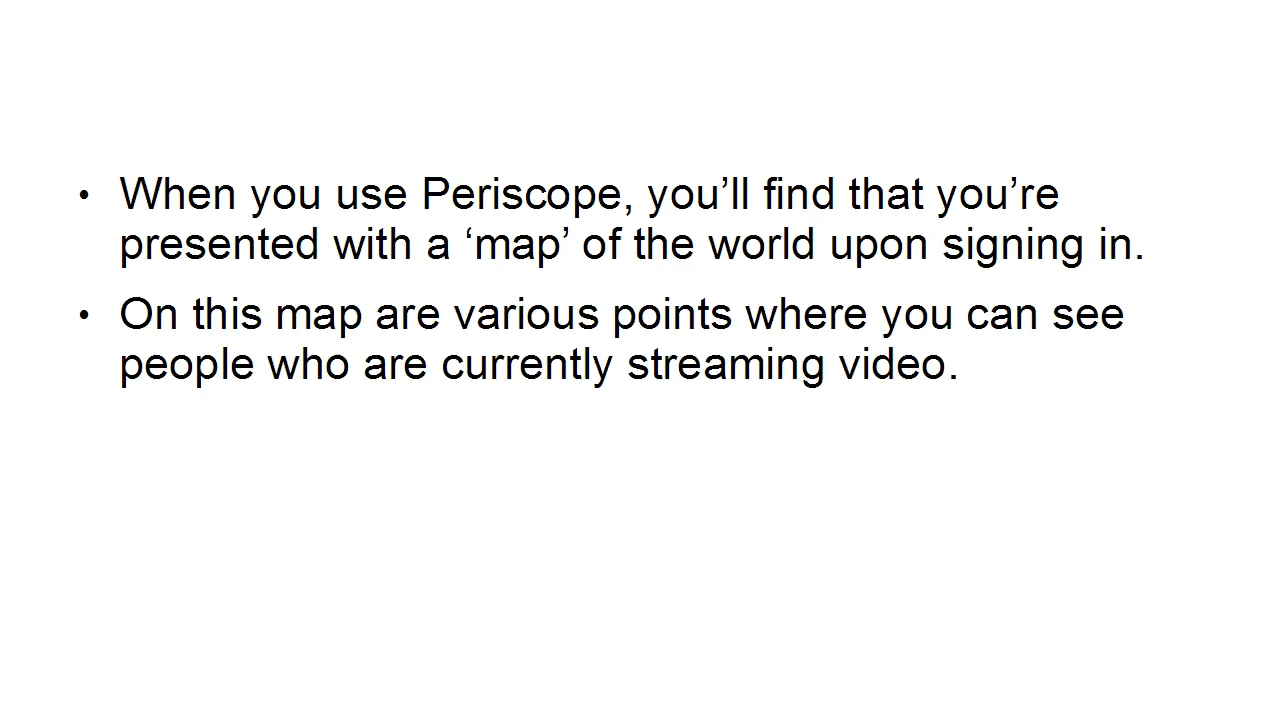 • When you use Periscope, you’ll find that you’re
presented with a ‘map’ of the world upon signing in.
• On this map are various points where you can see
people who are currently streaming video.